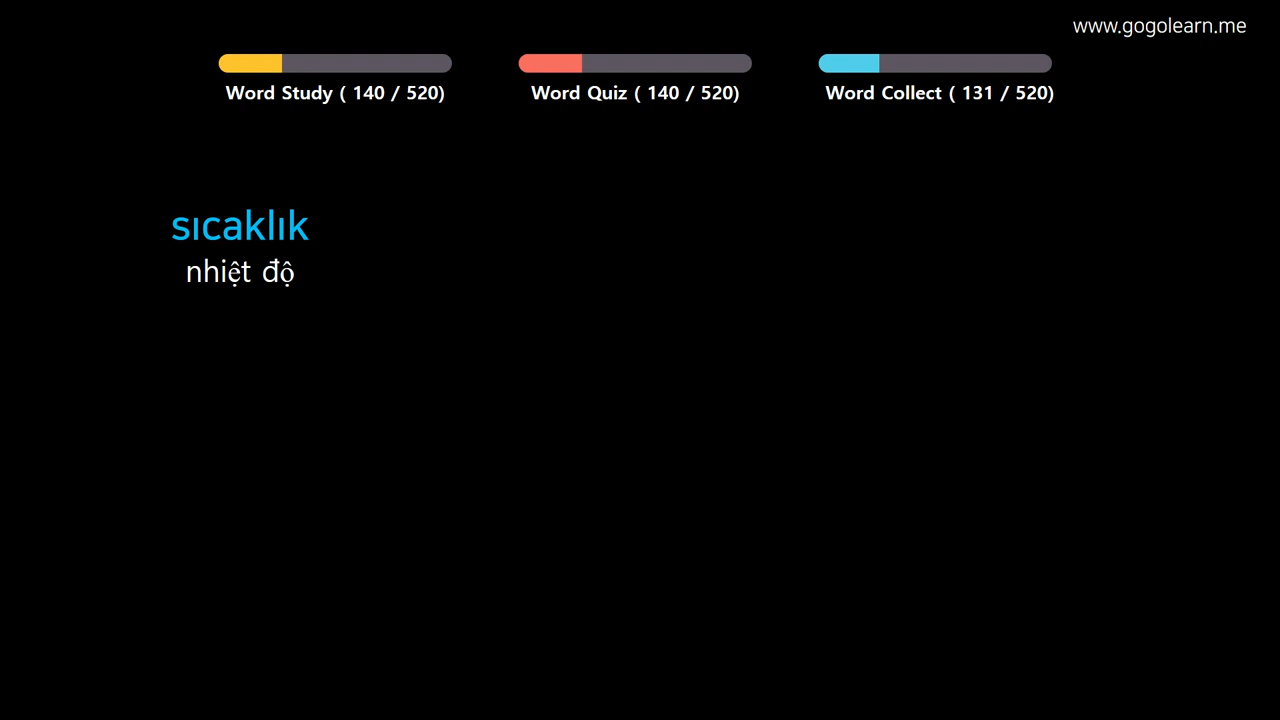 www.gogolearn.me
Word Study ( 140 / 520)
Word Quiz ( 140 / 520)
Word Collect ( 131 / 520)
sıcaklık
nhiệt độ